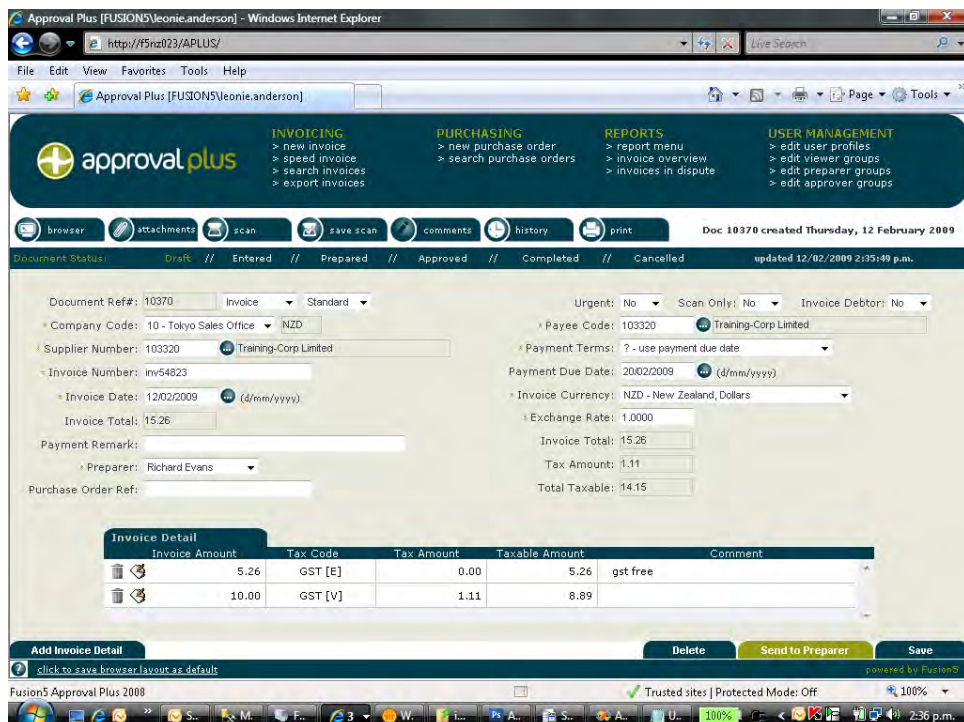 Approval Plus [FUSION5\leonie.anderson] - Windows Internet Explorer
http://f5nz023/APLUS/
Live Search
File Edit View Favorites Tools Help
Approval Plus [FUSION5\leonie.anderson]
Page Tools
approval plus
INVOICING
> new invoice
> speed invoice
> search invoices
> export invoices
PURCHASING
> new purchase order
> search purchase orders
REPORTS
> report menu
> invoice overview
> invoices in dispute
USER MANAGEMENT
> edit user profiles
> edit viewer groups
> edit preparer groups
> edit approver groups
browser attachments scan save scan comments history print Doc 10370 created Thursday, 12 February 2009
Document Status: Draft // Entered // Prepared // Approved // Completed // Cancelled updated 12/02/2009 2:35:49 p.m.
Document Ref#: 10370 Invoice Standard
Company Code: 10 - Tokyo Sales Office NZD
Supplier Number: 103320 Training-Corp Limited
Invoice Number: inv54823
Invoice Date: 12/02/2009 (d/mm/yyyy)
Invoice Total: 15.26
Payment Remark:
Preparer: Richard Evans
Purchase Order Ref:
Urgent: No Scan Only: No Invoice Debtor: No
Payee Code: 103320 Training-Corp Limited
Payment Terms: ? - use payment due date
Payment Due Date: 20/02/2009 (d/mm/yyyy)
Invoice Currency: NZD - New Zealand, Dollars
Exchange Rate: 1.0000
Invoice Total: 15.26
Tax Amount: 1.11
Total Taxable: 14.15
Invoice Detail
Invoice Amount Tax Code Tax Amount Taxable Amount Comment
5.26 GST [E] 0.00 5.26 gst free
10.00 GST [V] 1.11 8.89
Add Invoice Detail Delete Send to Preparer Save
click to save browser layout as default powered by Fusion5
Fusion5 Approval Plus 2008 Trusted sites | Protected Mode: Off 100%
S.. M. F.. 3 W. i... Ps A.. S.. A.. U.. 100% 2:36 p.m.